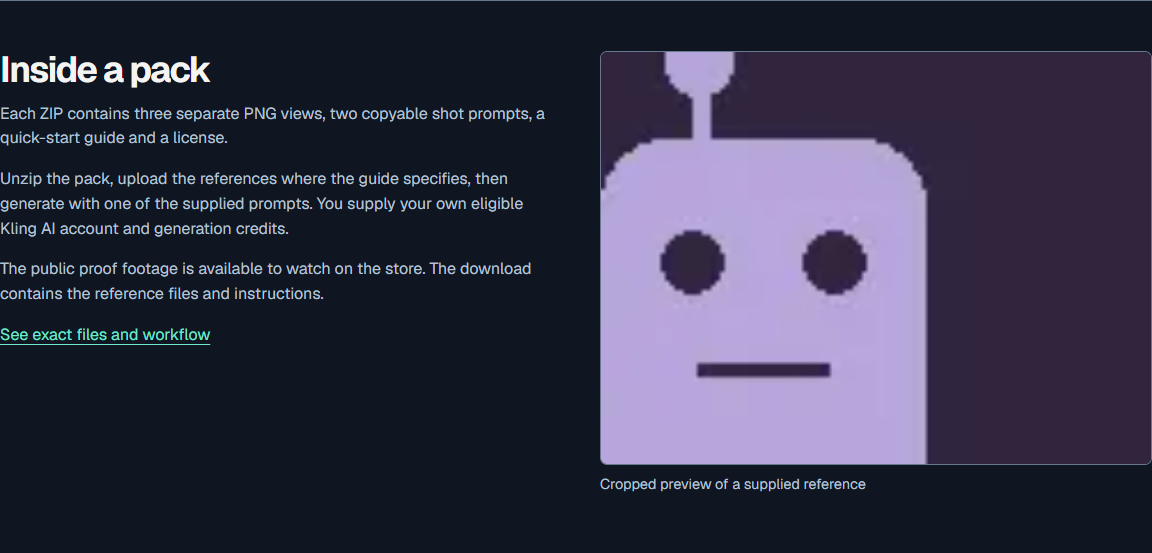 Inside a pack
Each ZIP contains three separate PNG views, two copyable shot prompts, a
quick-start guide and a license.
Unzip the pack, upload the references where the guide specifies, then
generate with one of the supplied prompts. You supply your own eligible
Kling AI account and generation credits.
The public proof footage is available to watch on the store. The download
contains the reference files and instructions.
See exact files and workflow
Cropped preview of a supplied reference